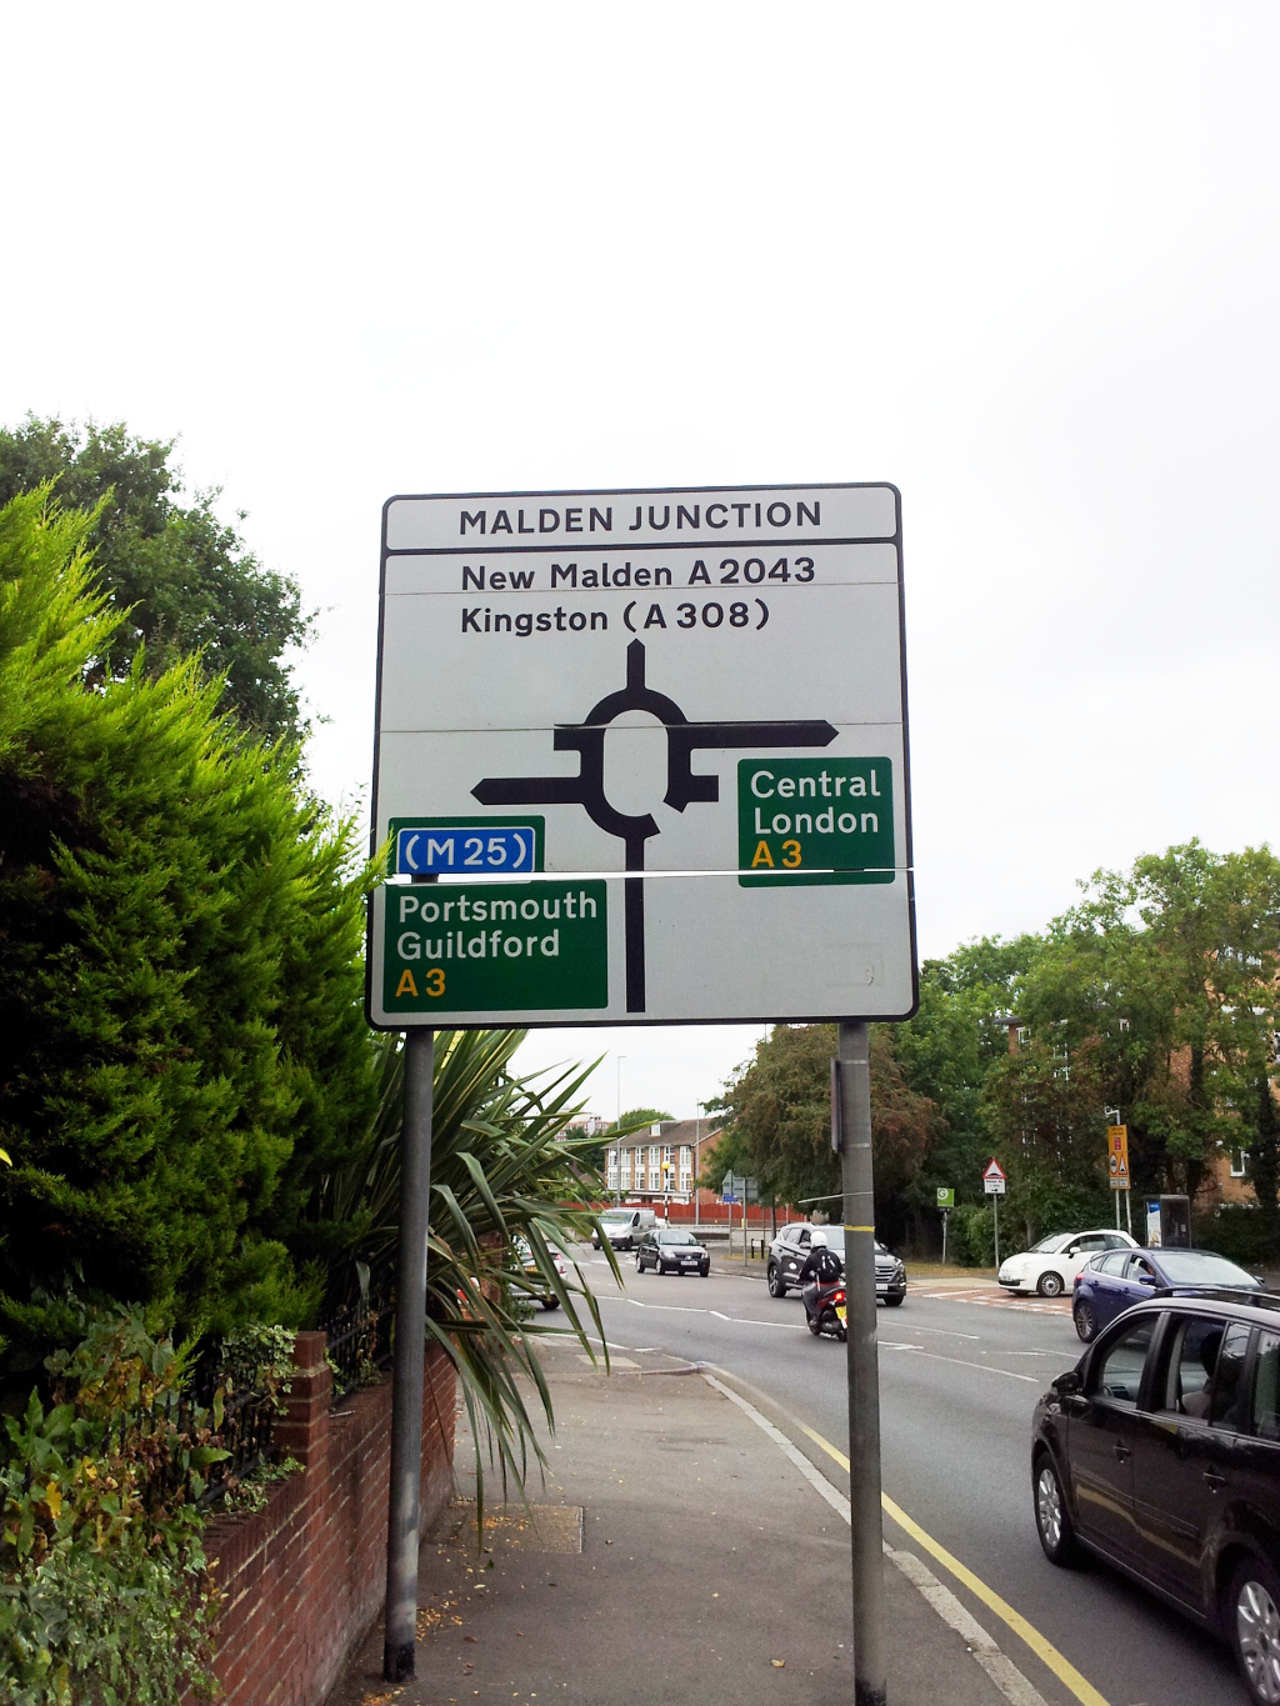 MALDEN JUNCTION
New Malden A2043
Kingston (A308)
Central
London
A3
(M25)
Portsmouth
Guildford
A3